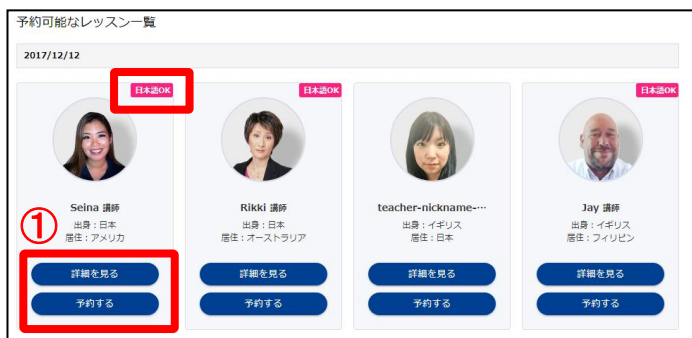 予約可能なレッスン一覧
2017/12/12
日本語OK
日本語OK
日本語OK
Seina 講師
出身：日本
居住：アメリカ
Rikki 講師
出身：日本
居住：オーストラリア
teacher-nickname-…
出身：イギリス
居住：日本
Jay 講師
出身：イギリス
居住：フィリピン
①
詳細を見る
詳細を見る
詳細を見る
詳細を見る
予約する
予約する
予約する
予約する